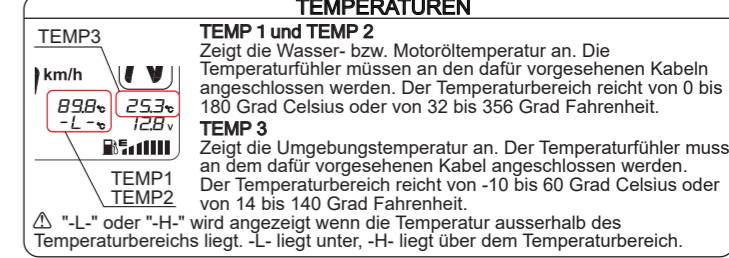 TEMPERATUREN
TEMP3
km/h
89.8°C
25.3°C
-L-°C
12.8 v
E
TEMP1
TEMP2
TEMP 1 und TEMP 2
Zeigt die Wasser- bzw. Motoröltemperatur an. Die
Temperaturfühler müssen an den dafür vorgesehenen Kabeln
angeschlossen werden. Der Temperaturbereich reicht von 0 bis
180 Grad Celsius oder von 32 bis 356 Grad Fahrenheit.
TEMP 3
Zeigt die Umgebungstemperatur an. Der Temperaturfühler muss
an dem dafür vorgesehenen Kabel angeschlossen werden.
Der Temperaturbereich reicht von -10 bis 60 Grad Celsius oder
von 14 bis 140 Grad Fahrenheit.
⚠ "-L-" oder "-H-" wird angezeigt wenn die Temperatur ausserhalb des
Temperaturbereichs liegt. -L- liegt unter, -H- liegt über dem Temperaturbereich.